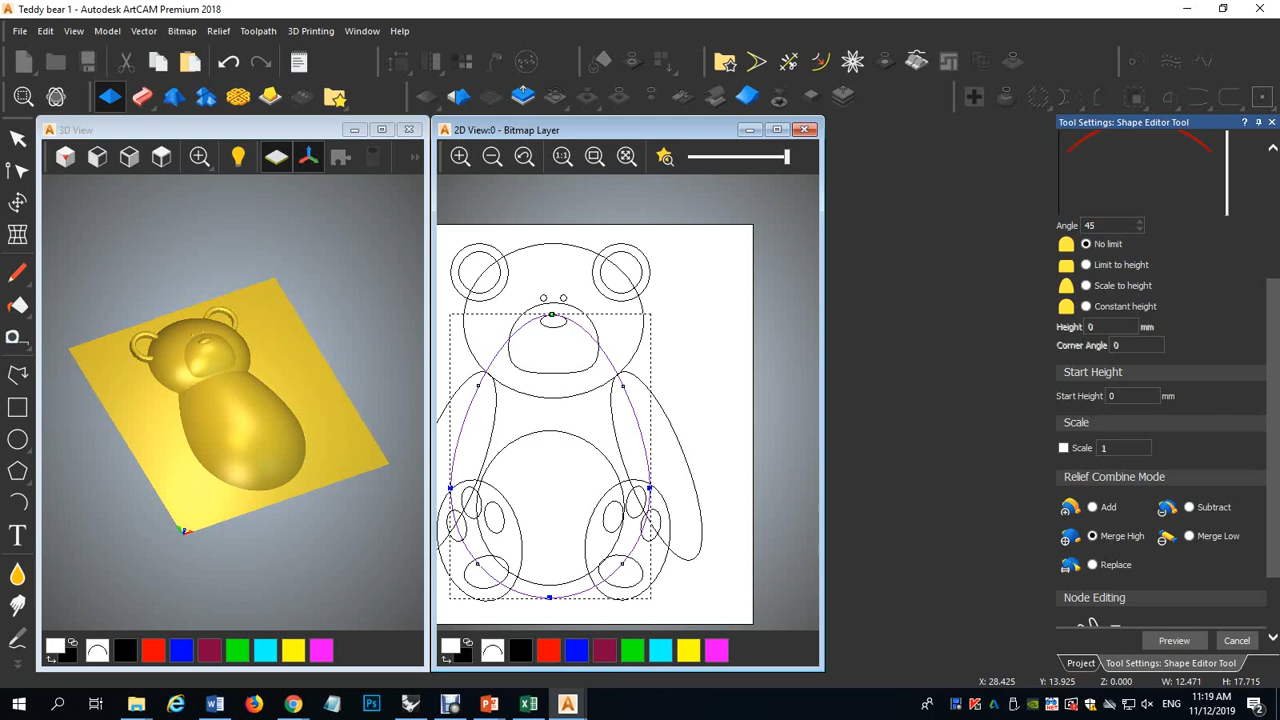 Teddy bear 1 - Autodesk ArtCAM Premium 2018
File Edit View Model Vector Bitmap Relief Toolpath 3D Printing Window Help
3D View
2D View:0 - Bitmap Layer
Tool Settings: Shape Editor Tool
1:1
Angle 45
No limit
Limit to height
Scale to height
Constant height
Height 0 mm
Corner Angle 0
Start Height
Start Height 0 mm
Scale
Scale 1
Relief Combine Mode
Add Subtract
Merge High Merge Low
Replace
Node Editing
Preview Cancel
Project Tool Settings: Shape Editor Tool
X: 28.425 Y: 13.925 Z: 0.000 W: 12.471 H: 17.715
ENG
11:19 AM
11/12/2019
2